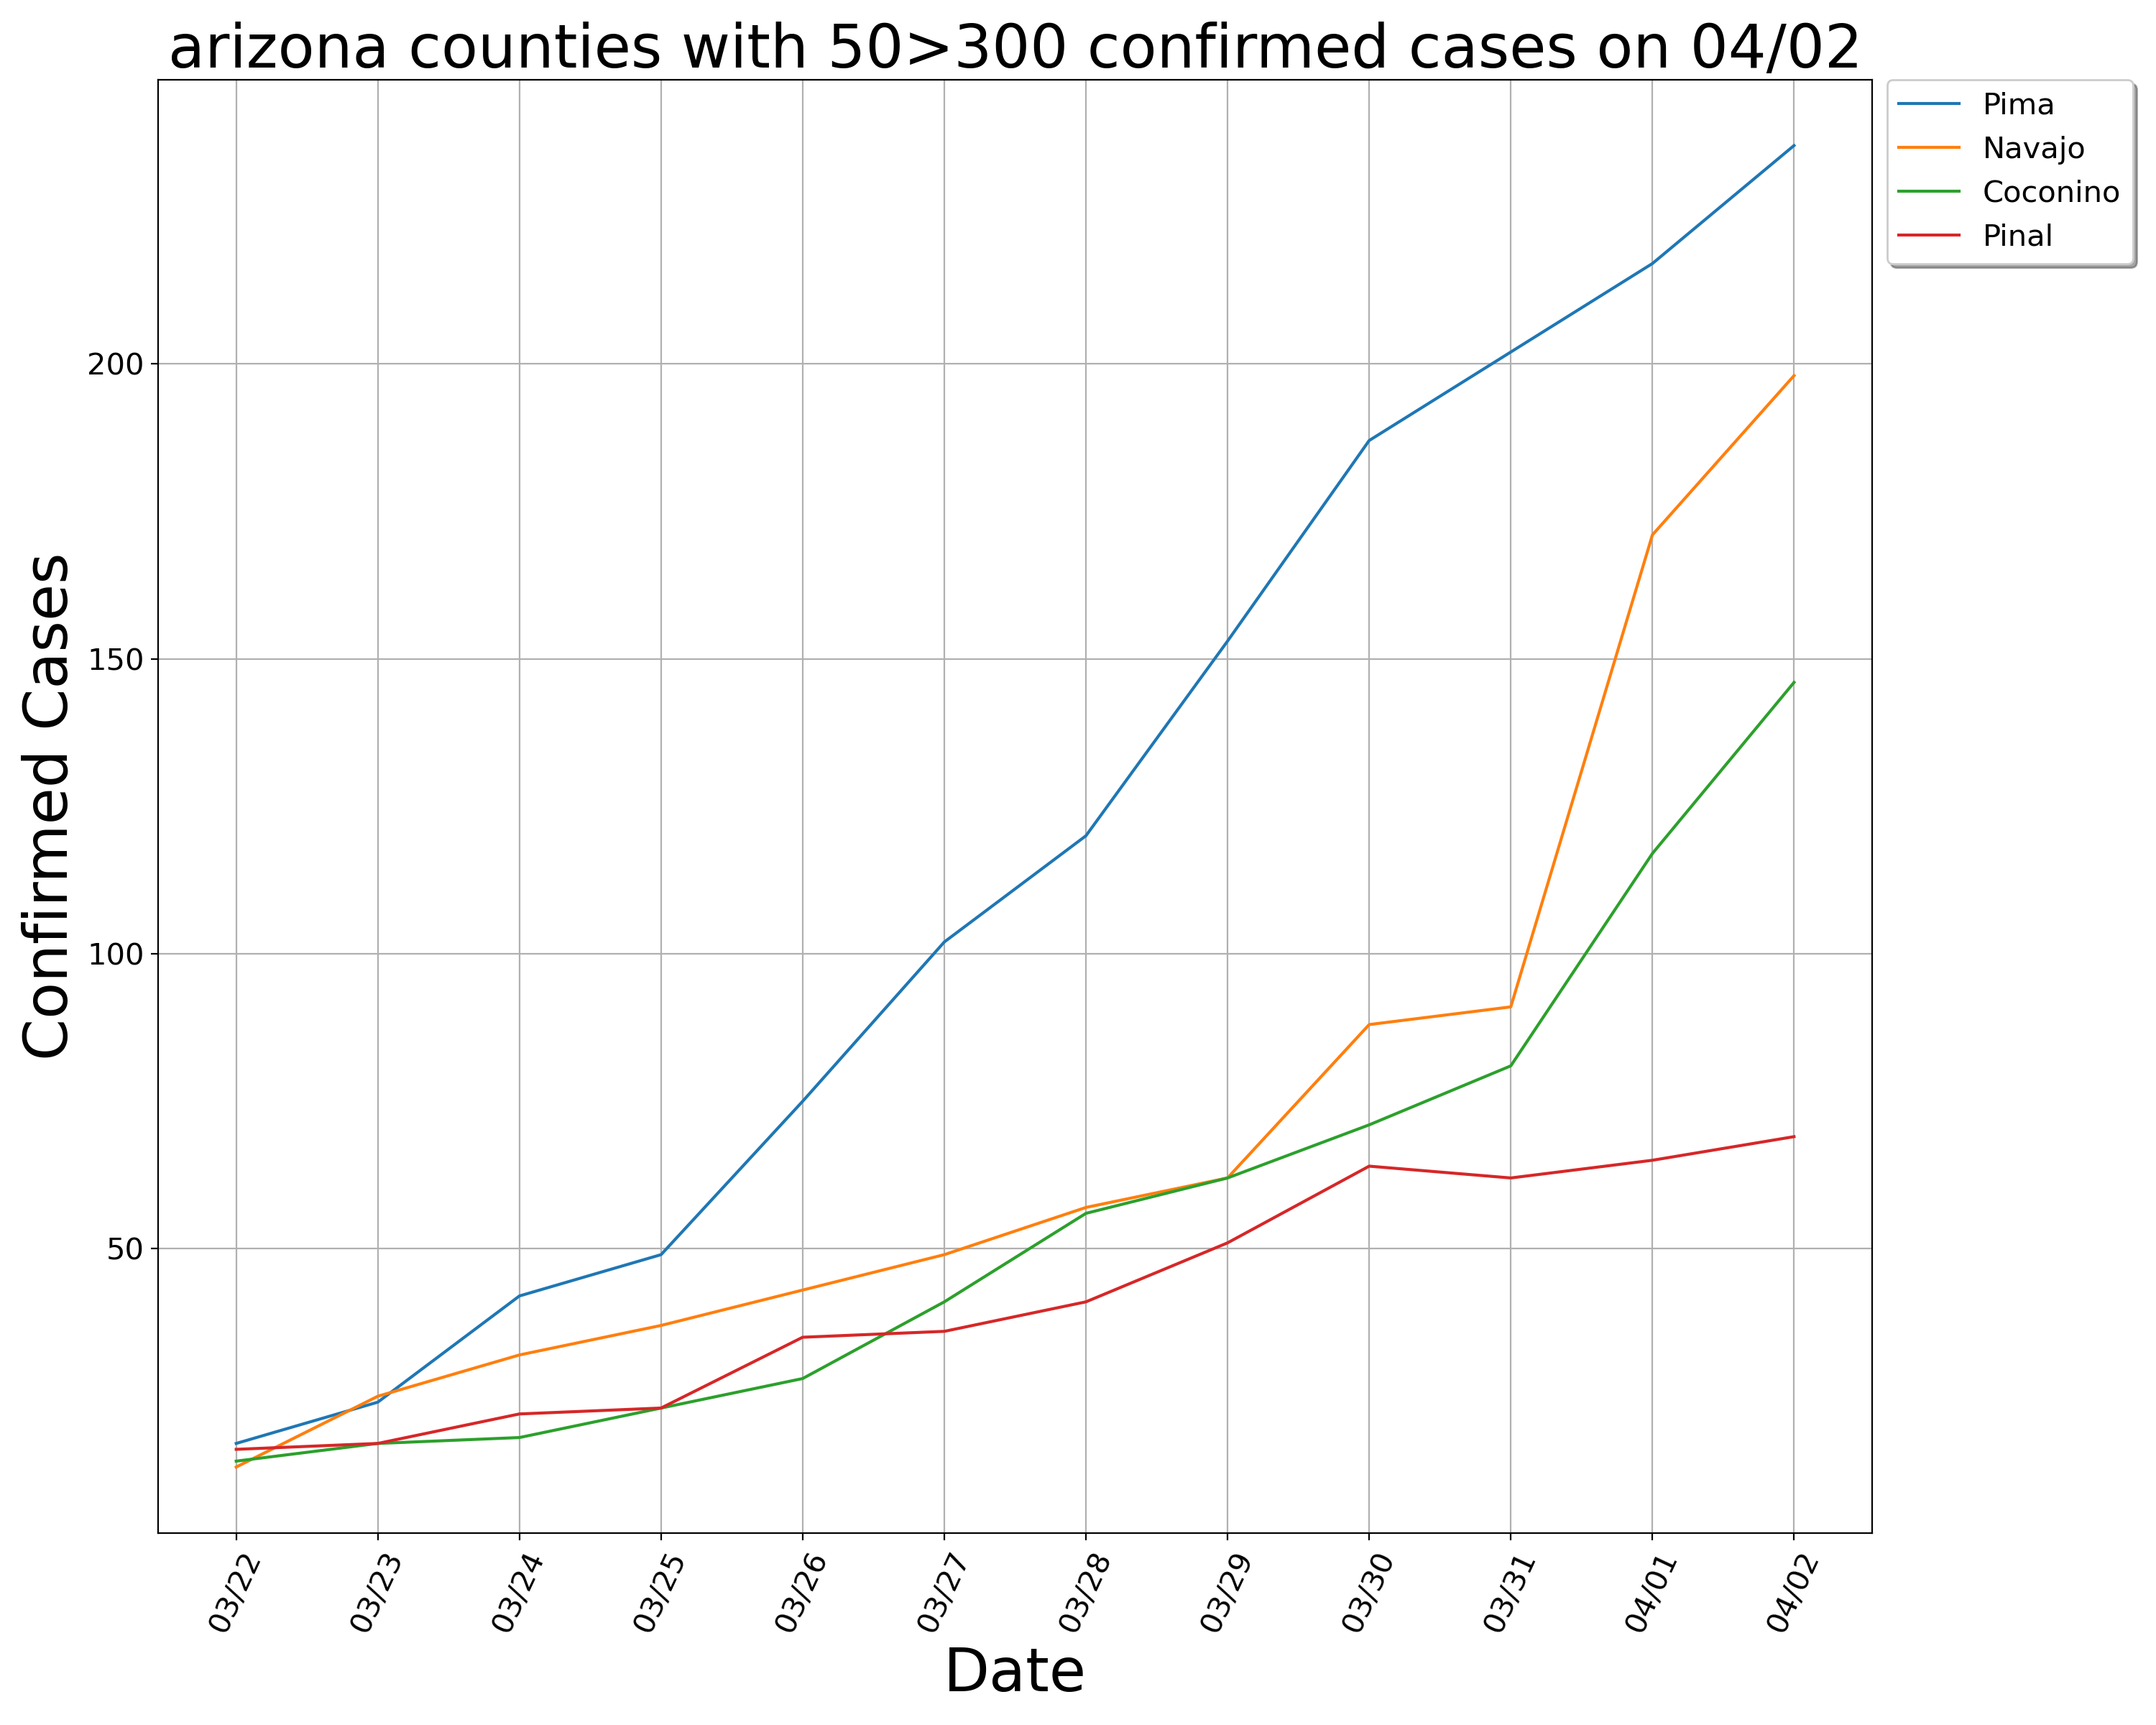 arizona counties with 50>300 confirmed cases on 04/02
Pima
Navajo
Coconino
Pinal
Confirmed Cases
200
150
100
50
03/22
03/23
03/24
03/25
03/26
03/27
03/28
03/29
03/30
03/31
04/01
04/02
Date